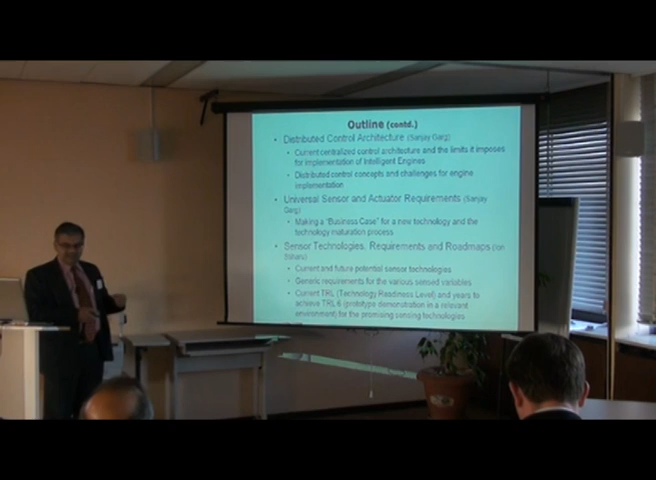 Outline (contd.)
• Distributed Control Architecture (Sanjay Garg)
• Current centralized control architecture and the limits it imposes
for implementation of Intelligent Engines
• Distributed control concepts and challenges for engine
implementation
• Universal Sensor and Actuator Requirements (Sanjay
Garg)
• Making a "Business Case" for a new technology and the
technology maturation process
• Sensor Technologies, Requirements and Roadmaps
• Current and future potential sensor technologies
• Generic requirements for the various sensed variables
• Current TRL (Technology Readiness Level) and years to
achieve TRL 6 (prototype demonstration in a relevant
environment) for the promising sensing technologies